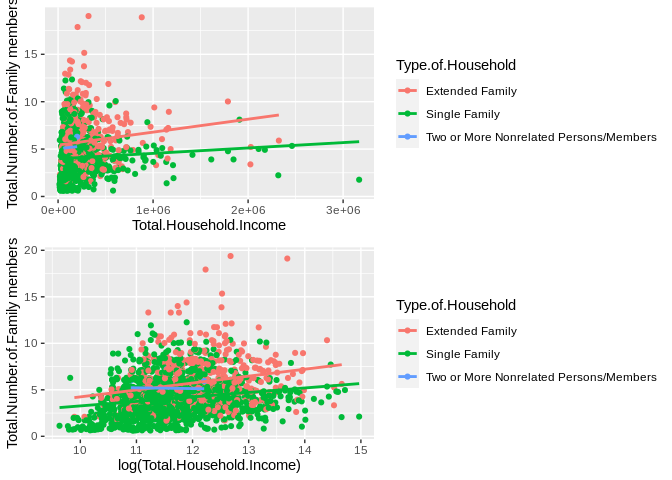 Total.Number.of.Family members
15
10
5
0
0e+00 1e+06 2e+06 3e+06
Total.Household.Income
Type.of.Household
Extended Family
Single Family
Two or More Nonrelated Persons/Members
Total.Number.of.Family members
20
15
10
5
0
10 11 12 13 14 15
log(Total.Household.Income)
Type.of.Household
Extended Family
Single Family
Two or More Nonrelated Persons/Members